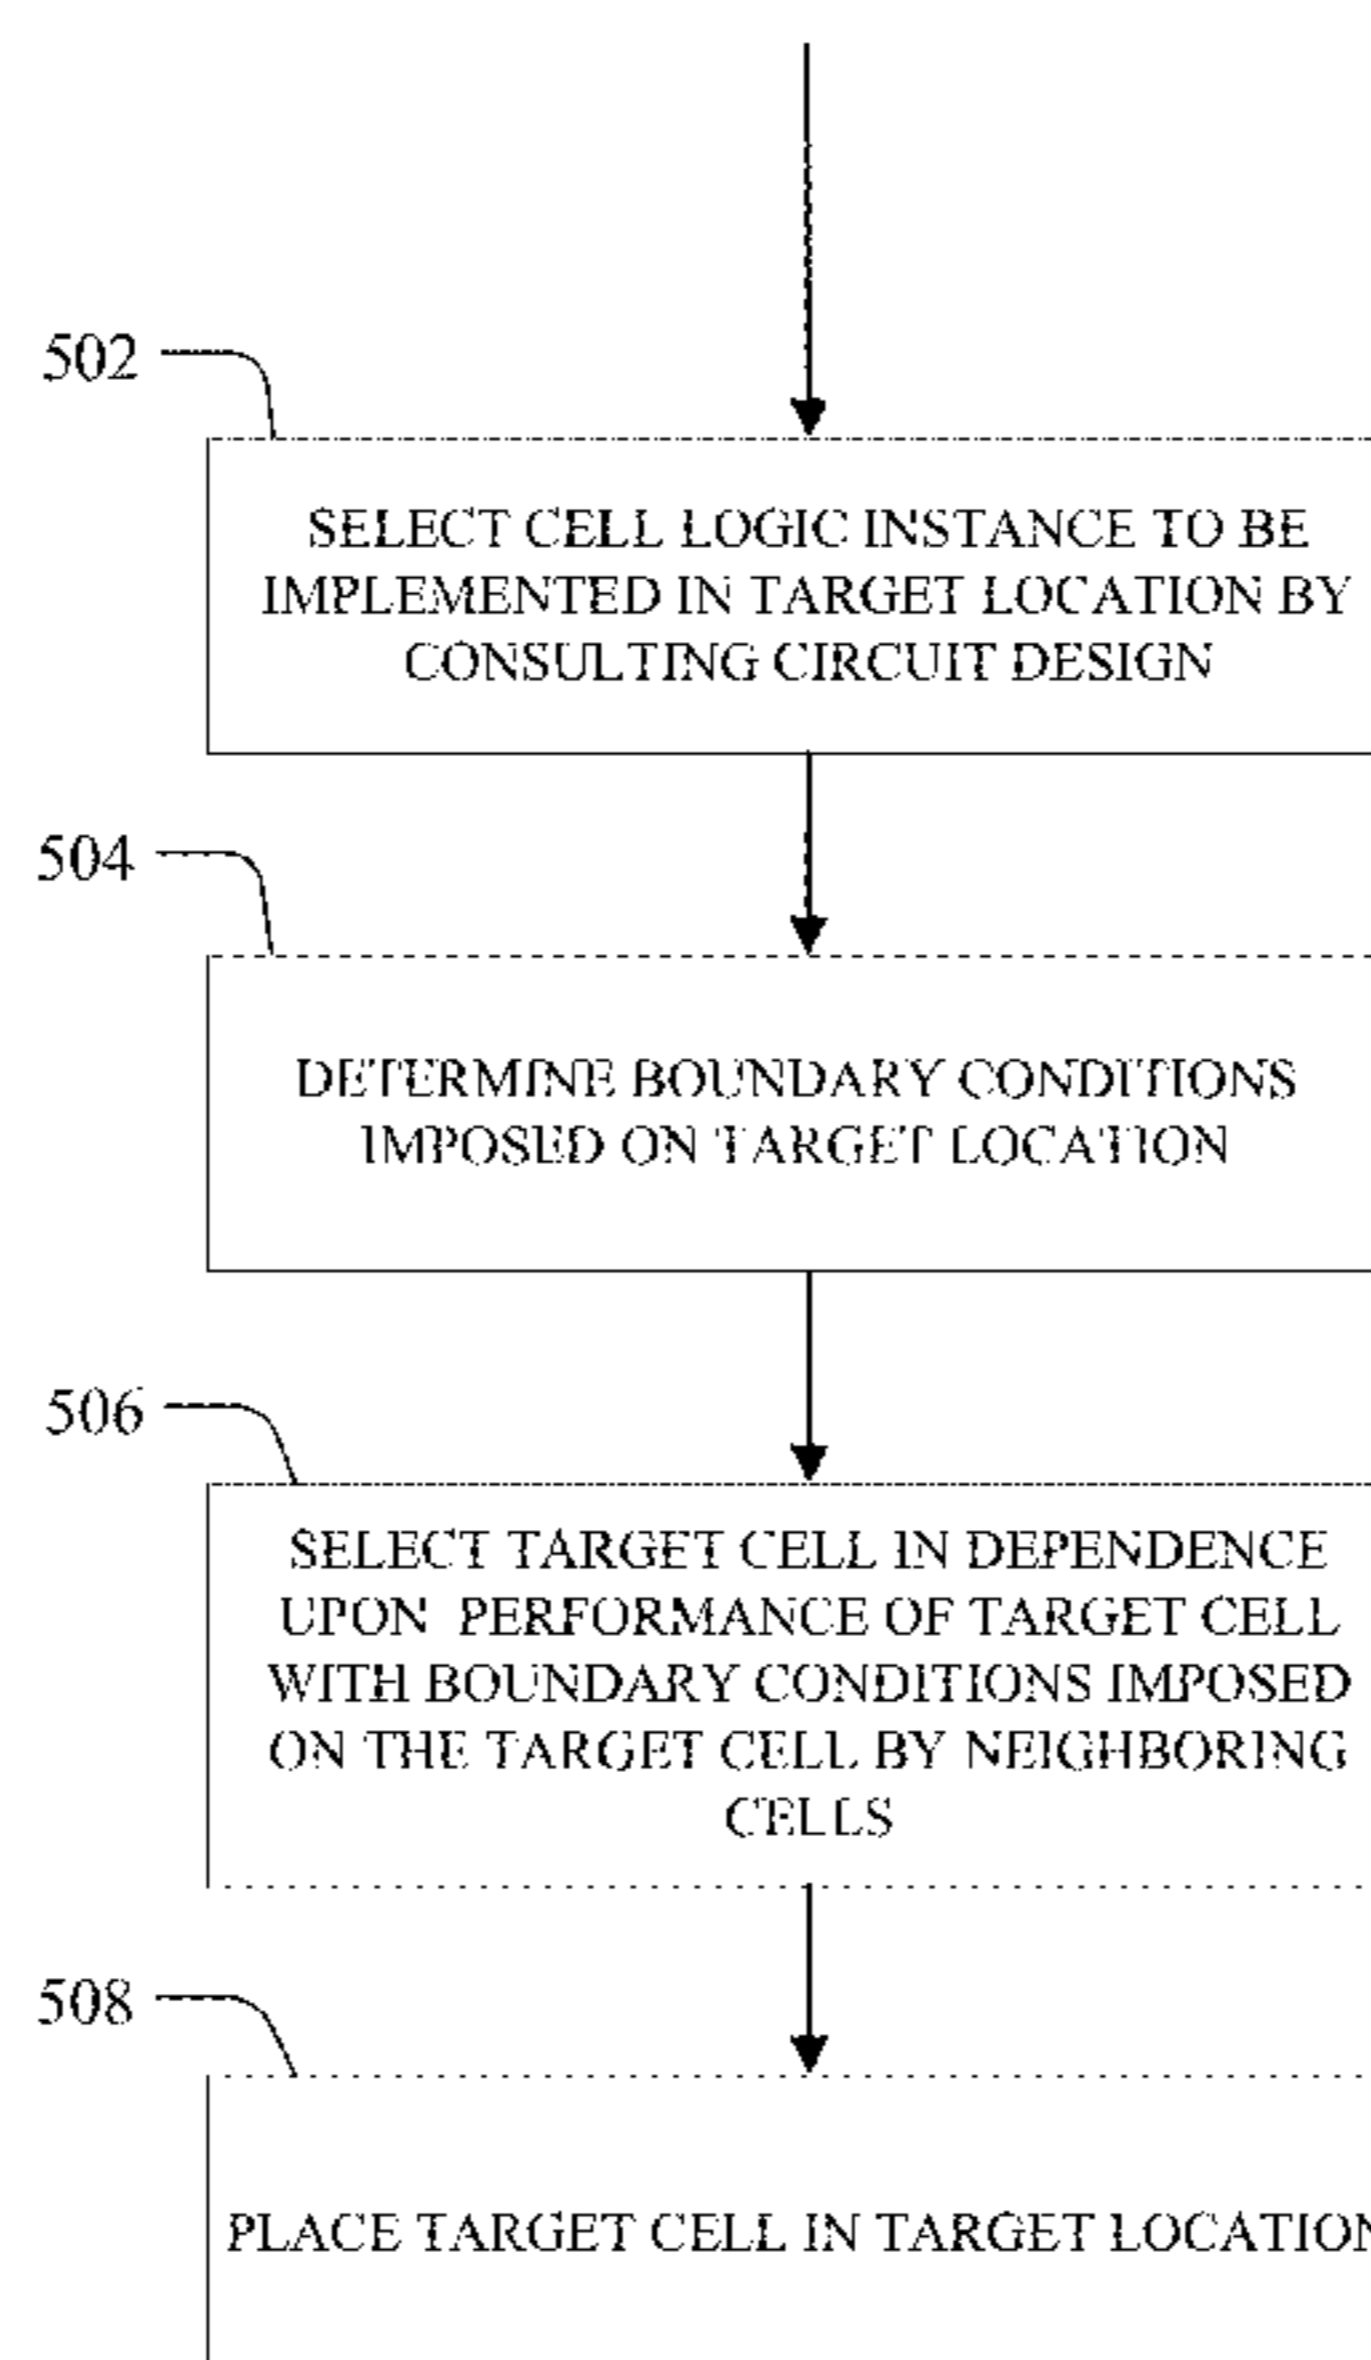 502
SELECT CELL LOGIC INSTANCE TO BE
IMPLEMENTED IN TARGET LOCATION BY
CONSULTING CIRCUIT DESIGN
504
DETERMINE BOUNDARY CONDITIONS
IMPOSED ON TARGET LOCATION
506
SELECT TARGET CELL IN DEPENDENCE
UPON PERFORMANCE OF TARGET CELL
WITH BOUNDARY CONDITIONS IMPOSED
ON THE TARGET CELL BY NEIGHBORING
CELLS
508
PLACE TARGET CELL IN TARGET LOCATION